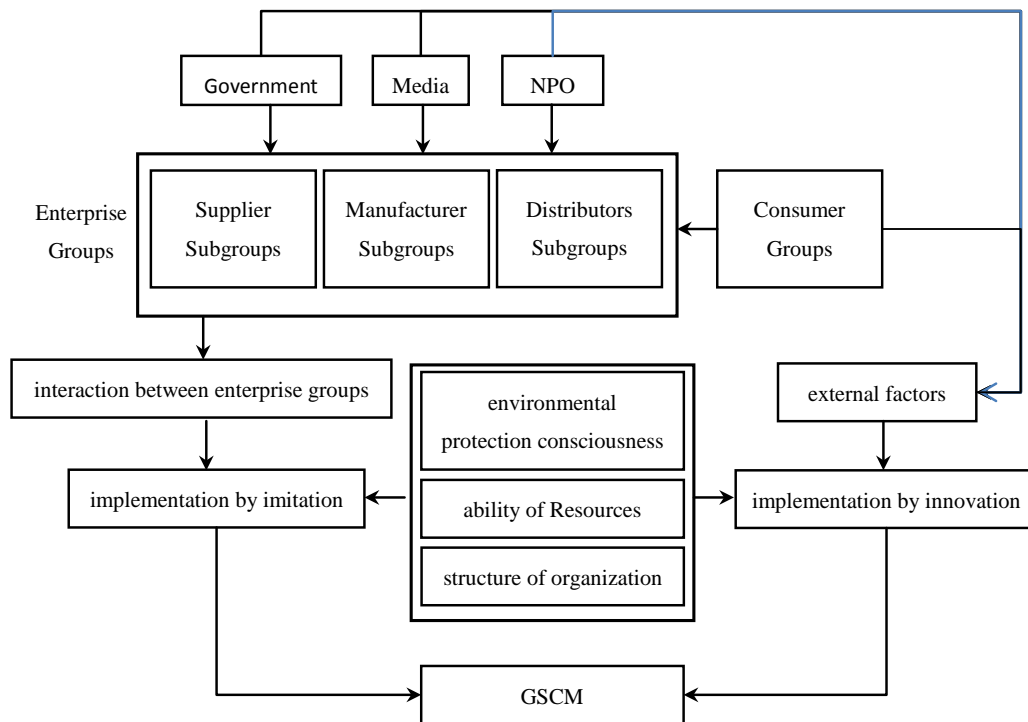 Government
Media
NPO
Enterprise
Groups
Supplier
Subgroups
Manufacturer
Subgroups
Distributors
Subgroups
Consumer
Groups
interaction between enterprise groups
environmental
protection consciousness
external factors
implementation by imitation
ability of Resources
implementation by innovation
structure of organization
GSCM